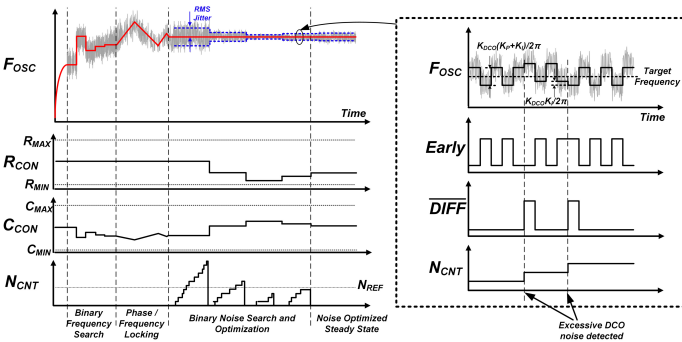 RMS
Jitter
F_OSC
Time
R_MAX
R_CON
R_MIN
C_MAX
C_CON
C_MIN
N_CNT
N_REF
Binary
Frequency
Search
Phase /
Frequency
Locking
Binary Noise Search and
Optimization
Noise Optimized
Steady State
K_DCO(K_P+K_I)/2π
F_OSC
Target
Frequency
K_DCOK_I/2π
Time
Early
DIFF
N_CNT
Excessive DCO
noise detected